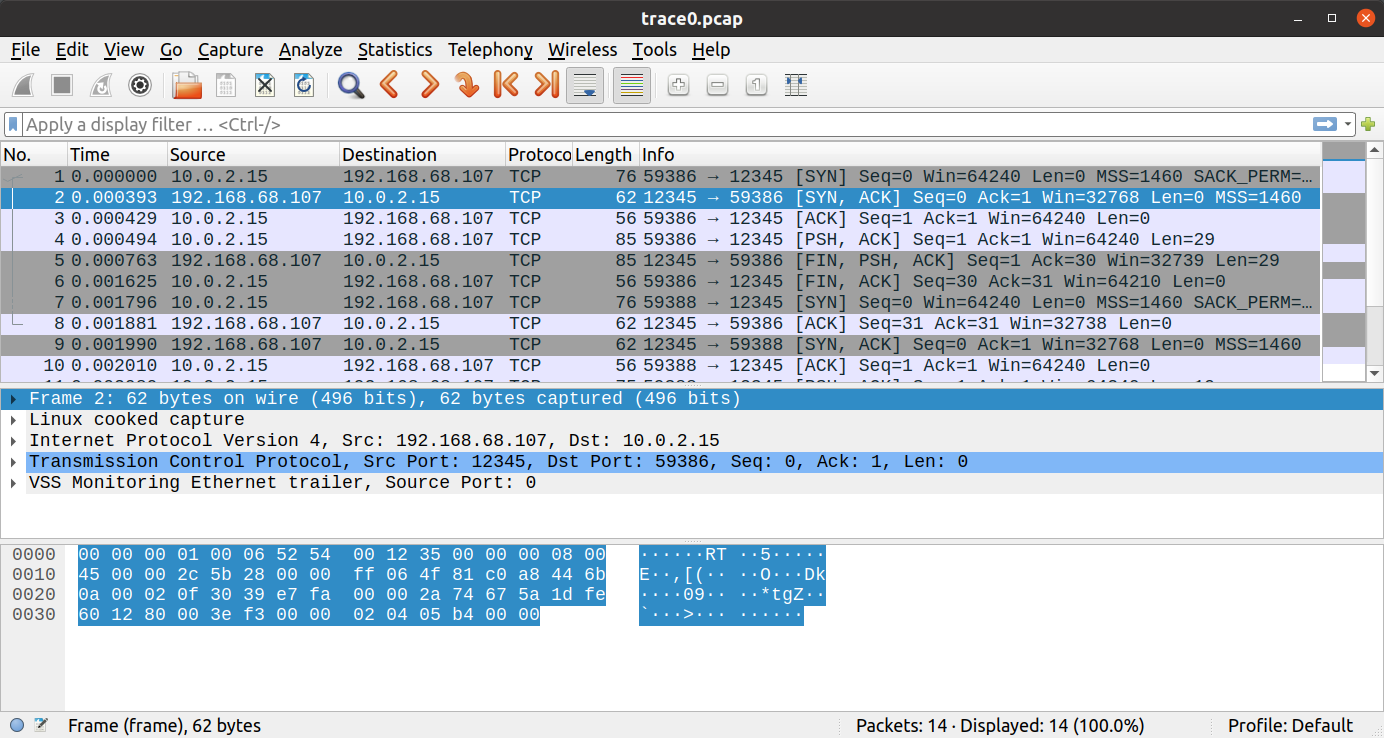 trace0.pcap
File Edit View Go Capture Analyze Statistics Telephony Wireless Tools Help
Apply a display filter … <Ctrl-/>
No. Time Source Destination Protoco Length Info
1 0.000000 10.0.2.15 192.168.68.107 TCP 76 59386 → 12345 [SYN] Seq=0 Win=64240 Len=0 MSS=1460 SACK_PERM=…
2 0.000393 192.168.68.107 10.0.2.15 TCP 62 12345 → 59386 [SYN, ACK] Seq=0 Ack=1 Win=32768 Len=0 MSS=1460
3 0.000429 10.0.2.15 192.168.68.107 TCP 56 59386 → 12345 [ACK] Seq=1 Ack=1 Win=64240 Len=0
4 0.000494 10.0.2.15 192.168.68.107 TCP 85 59386 → 12345 [PSH, ACK] Seq=1 Ack=1 Win=64240 Len=29
5 0.000763 192.168.68.107 10.0.2.15 TCP 85 12345 → 59386 [FIN, PSH, ACK] Seq=1 Ack=30 Win=32739 Len=29
6 0.001625 10.0.2.15 192.168.68.107 TCP 56 59386 → 12345 [FIN, ACK] Seq=30 Ack=31 Win=64210 Len=0
7 0.001796 10.0.2.15 192.168.68.107 TCP 76 59388 → 12345 [SYN] Seq=0 Win=64240 Len=0 MSS=1460 SACK_PERM=…
8 0.001881 192.168.68.107 10.0.2.15 TCP 62 12345 → 59386 [ACK] Seq=31 Ack=31 Win=32738 Len=0
9 0.001990 192.168.68.107 10.0.2.15 TCP 62 12345 → 59388 [SYN, ACK] Seq=0 Ack=1 Win=32768 Len=0 MSS=1460
10 0.002010 10.0.2.15 192.168.68.107 TCP 56 59388 → 12345 [ACK] Seq=1 Ack=1 Win=64240 Len=0
Frame 2: 62 bytes on wire (496 bits), 62 bytes captured (496 bits)
Linux cooked capture
Internet Protocol Version 4, Src: 192.168.68.107, Dst: 10.0.2.15
Transmission Control Protocol, Src Port: 12345, Dst Port: 59386, Seq: 0, Ack: 1, Len: 0
VSS Monitoring Ethernet trailer, Source Port: 0
0000 00 00 00 01 00 06 52 54 00 12 35 00 00 00 08 00 ······RT ··5·····
0010 45 00 00 2c 5b 28 00 00 ff 06 4f 81 c0 a8 44 6b E··,[(·· ··O···Dk
0020 0a 00 02 0f 30 39 e7 fa 00 00 2a 74 67 5a 1d fe ····09·· ··*tgZ··
0030 60 12 80 00 3e f3 00 00 02 04 05 b4 00 00 `···>··· ······
Frame (frame), 62 bytes
Packets: 14 · Displayed: 14 (100.0%)
Profile: Default